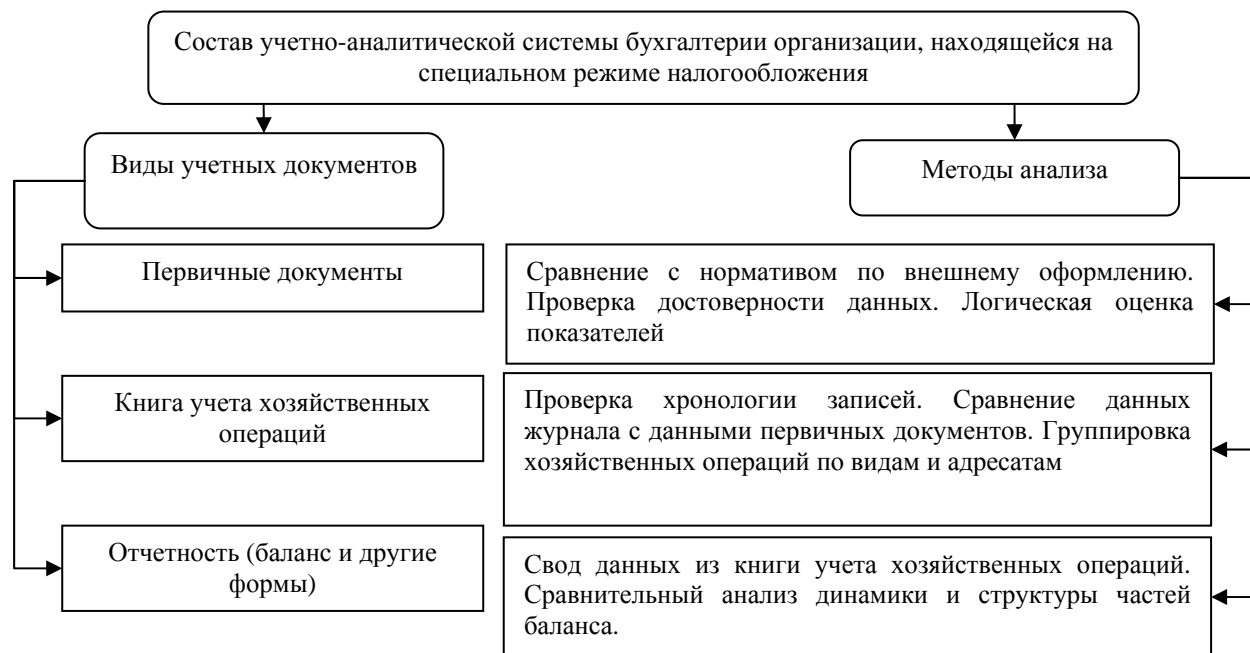 Состав учетно-аналитической системы бухгалтерии организации, находящейся на
специальном режиме налогообложения
Виды учетных документов
Методы анализа
Первичные документы
Сравнение с нормативом по внешнему оформлению.
Проверка достоверности данных. Логическая оценка
показателей
Книга учета хозяйственных
операций
Проверка хронологии записей. Сравнение данных
журнала с данными первичных документов. Группировка
хозяйственных операций по видам и адресатам
Отчетность (баланс и другие
формы)
Свод данных из книги учета хозяйственных операций.
Сравнительный анализ динамики и структуры частей
баланса.